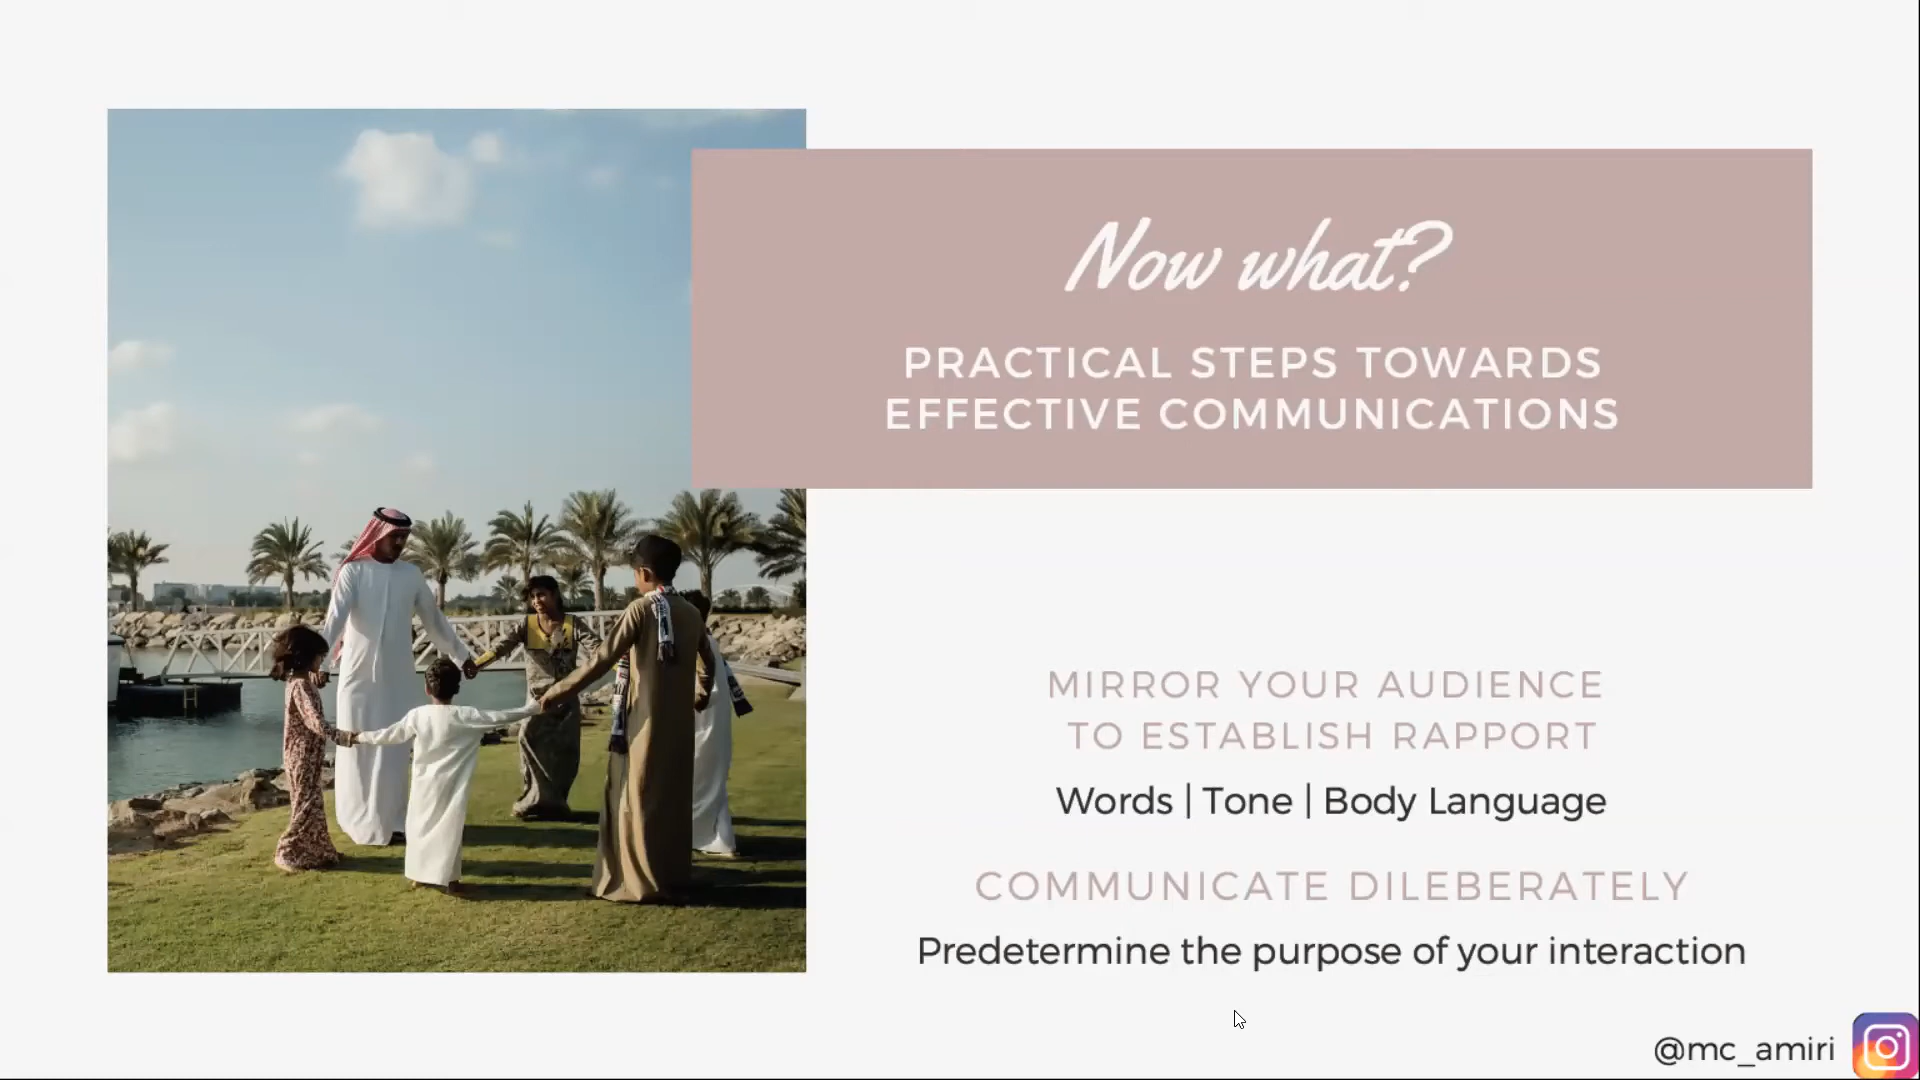 Now what?
PRACTICAL STEPS TOWARDS
EFFECTIVE COMMUNICATIONS
MIRROR YOUR AUDIENCE
TO ESTABLISH RAPPORT
Words | Tone | Body Language
COMMUNICATE DILEBERATELY
Predetermine the purpose of your interaction
@mc_amiri